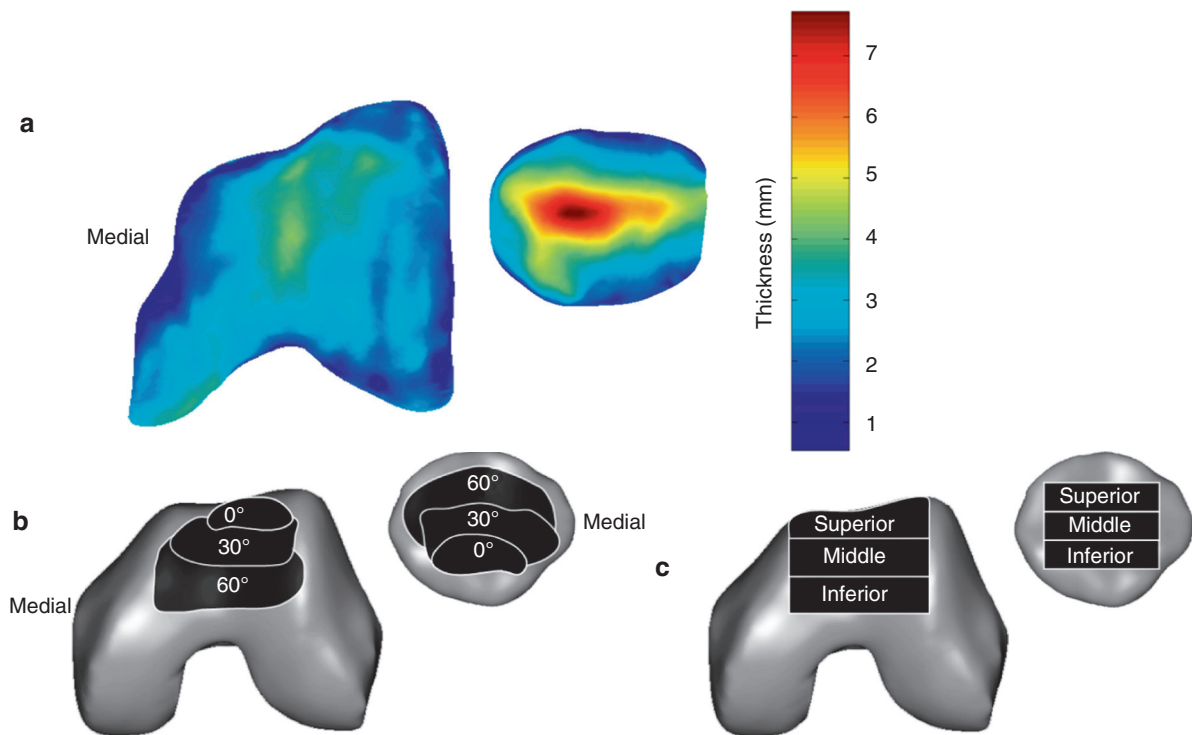 a
Medial
Thickness (mm)
7
6
5
4
3
2
1
b
Medial
0°
30°
60°
60°
30°
0°
Medial
c
Superior
Middle
Inferior
Superior
Middle
Inferior